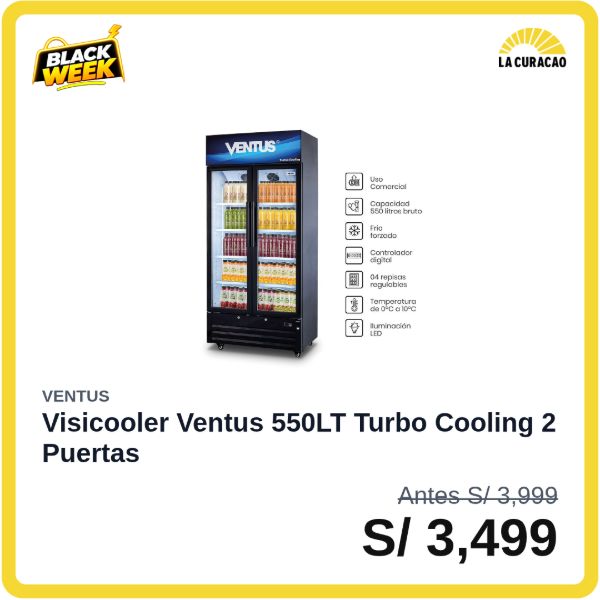 BLACK
WEEK
LA CURACAO
VENTUS
Turbo Cooling
Uso
Comercial
Capacidad
550 litros bruto
Frío
forzado
Controlador
digital
04 repisas
regulables
Temperatura
de 0°C a 10°C
Iluminación
LED
VENTUS
Visicooler Ventus 550LT Turbo Cooling 2
Puertas
Antes S/ 3,999
S/ 3,499